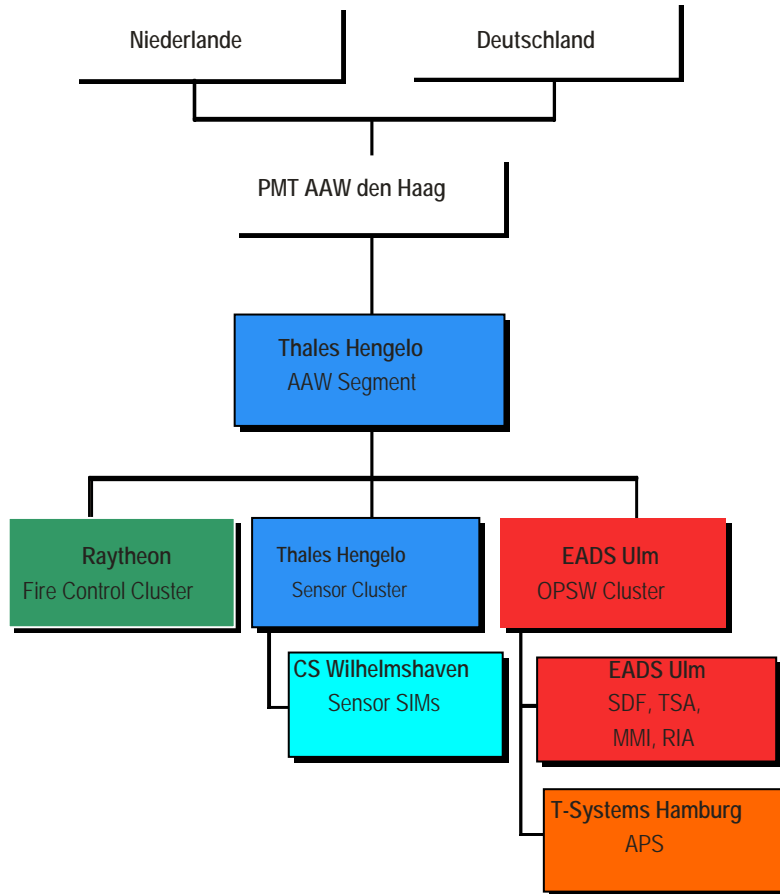 Niederlande
Deutschland
PMT AAW den Haag
Thales Hengelo
AAW Segment
Raytheon
Fire Control Cluster
Thales Hengelo
Sensor Cluster
EADS Ulm
OPSW Cluster
CS Wilhelmshaven
Sensor SIMs
EADS Ulm
SDF, TSA,
MMI, RIA
T-Systems Hamburg
APS